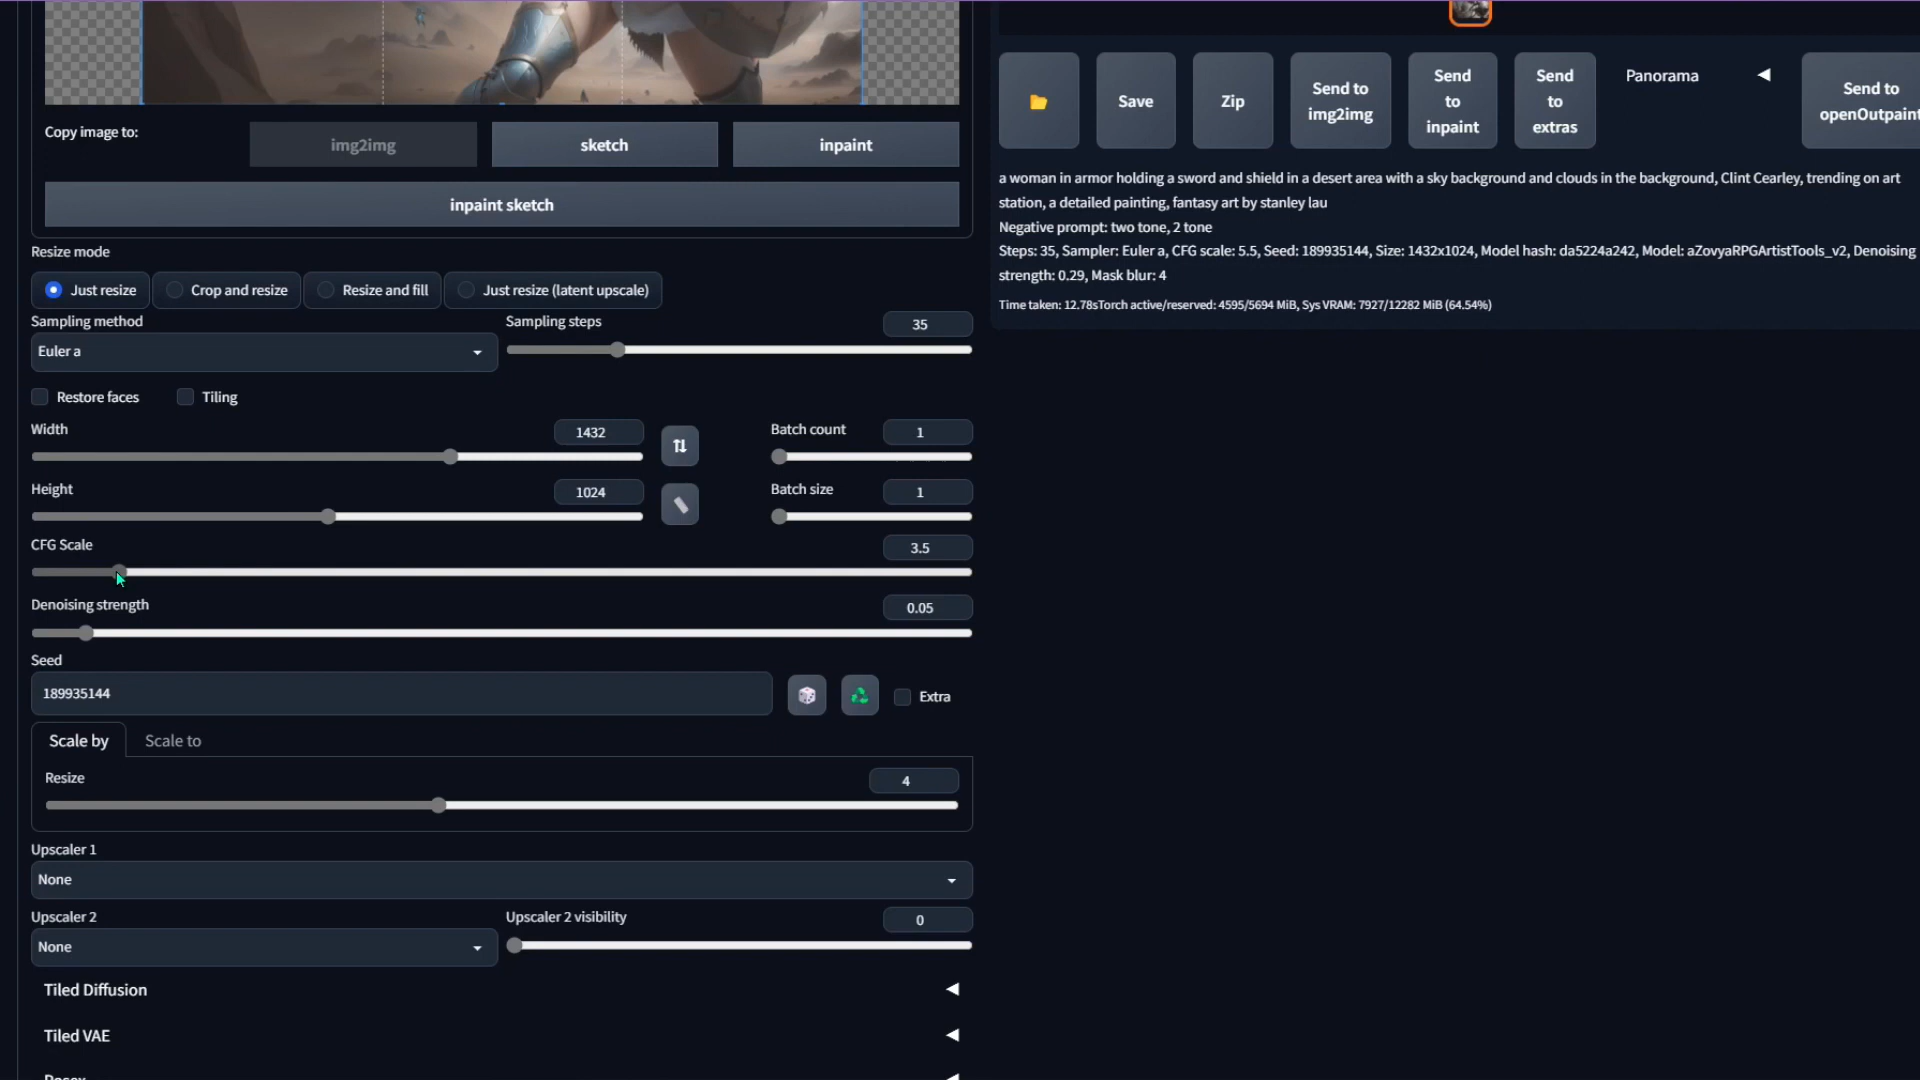 Copy image to:
img2img
sketch
inpaint
inpaint sketch
Resize mode
Just resize
Crop and resize
Resize and fill
Just resize (latent upscale)
Sampling method
Euler a
Sampling steps
35
Restore faces
Tiling
Width
1432
Height
1024
Batch count
1
Batch size
1
CFG Scale
3.5
Denoising strength
0.05
Seed
189935144
Extra
Scale by
Scale to
Resize
4
Upscaler 1
None
Upscaler 2
None
Upscaler 2 visibility
0
Tiled Diffusion
Tiled VAE
Save
Zip
Send to
img2img
Send
to
inpaint
Send
to
extras
Panorama
Send to
openOutpaint
a woman in armor holding a sword and shield in a desert area with a sky background and clouds in the background, Clint Cearley, trending on art
station, a detailed painting, fantasy art by stanley lau
Negative prompt: two tone, 2 tone
Steps: 35, Sampler: Euler a, CFG scale: 5.5, Seed: 189935144, Size: 1432x1024, Model hash: da5224a242, Model: aZovyaRPGArtistTools_v2, Denoising
strength: 0.29, Mask blur: 4
Time taken: 12.78sTorch active/reserved: 4595/5694 MiB, Sys VRAM: 7927/12282 MiB (64.54%)